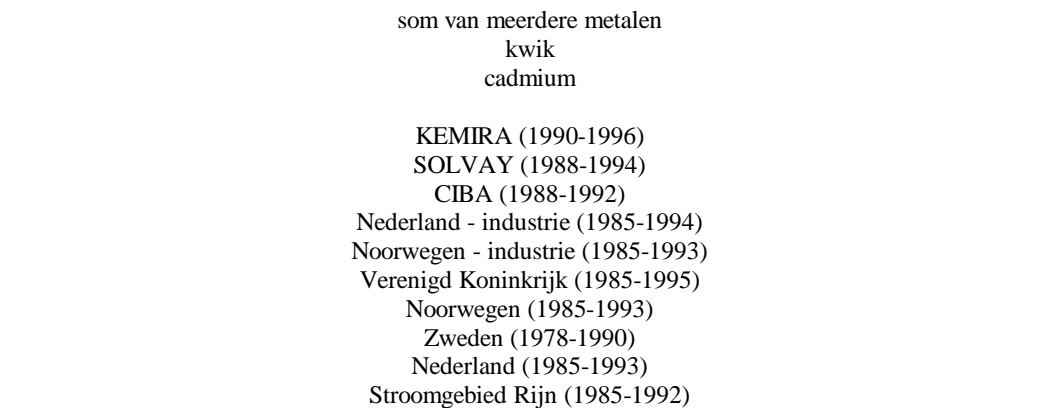 som van meerdere metalen
kwik
cadmium
KEMIRA (1990-1996)
SOLVAY (1988-1994)
CIBA (1988-1992)
Nederland - industrie (1985-1994)
Noorwegen - industrie (1985-1993)
Verenigd Koninkrijk (1985-1995)
Noorwegen (1985-1993)
Zweden (1978-1990)
Nederland (1985-1993)
Stroomgebied Rijn (1985-1992)